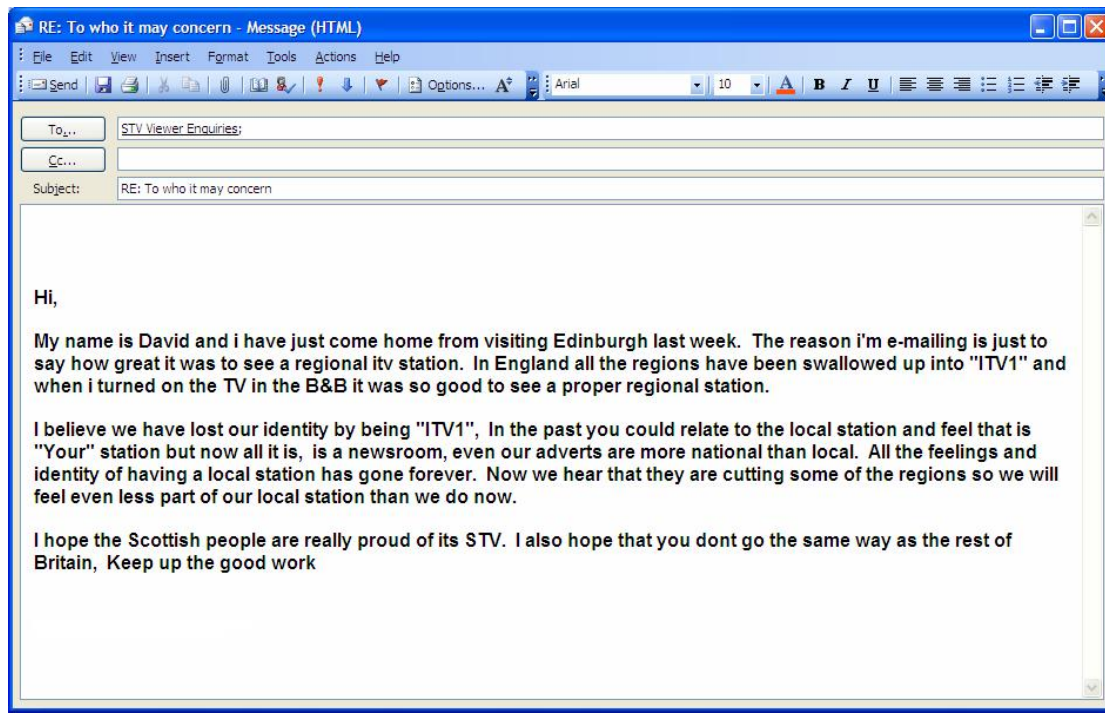 RE: To who it may concern - Message (HTML)
File Edit View Insert Format Tools Actions Help
Send Options... Arial 10 A B I U
To... STV Viewer Enquiries;
Cc...
Subject: RE: To who it may concern
Hi,
My name is David and i have just come home from visiting Edinburgh last week. The reason i'm e-mailing is just to
say how great it was to see a regional itv station. In England all the regions have been swallowed up into "ITV1" and
when i turned on the TV in the B&B it was so good to see a proper regional station.
I believe we have lost our identity by being "ITV1", In the past you could relate to the local station and feel that is
"Your" station but now all it is, is a newsroom, even our adverts are more national than local. All the feelings and
identity of having a local station has gone forever. Now we hear that they are cutting some of the regions so we will
feel even less part of our local station than we do now.
I hope the Scottish people are really proud of its STV. I also hope that you dont go the same way as the rest of
Britain, Keep up the good work